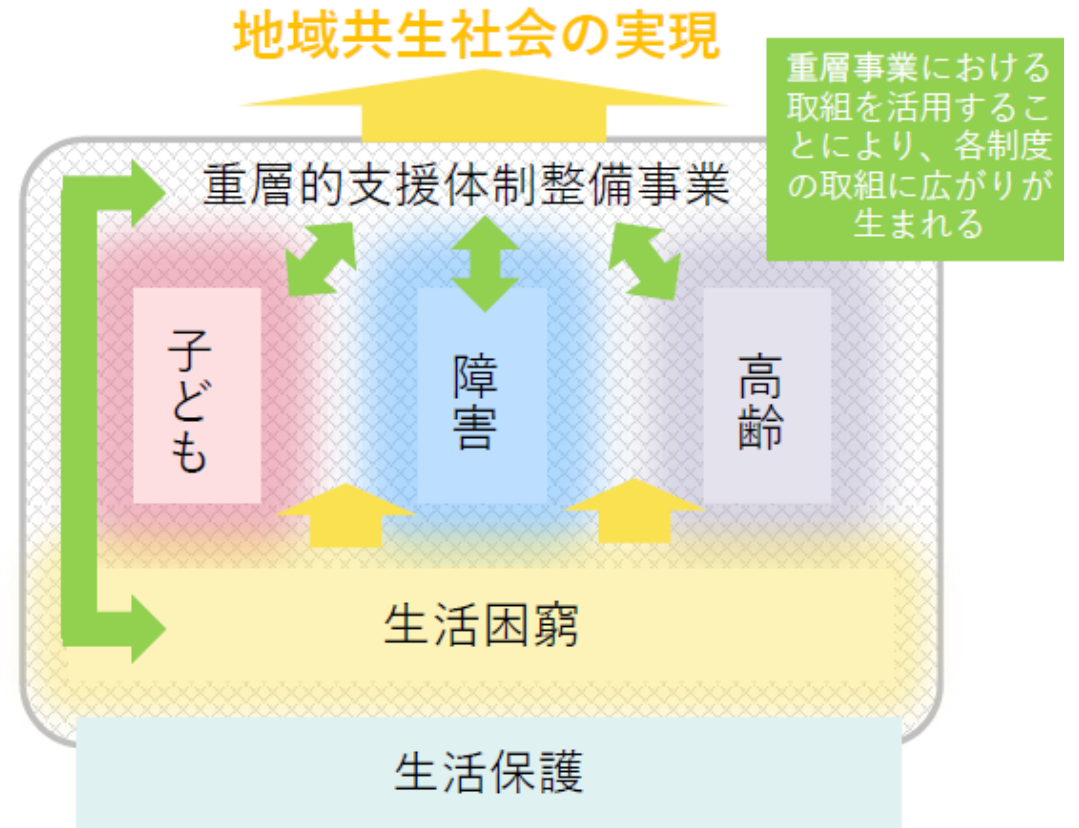 地域共生社会の実現
重層事業における
取組を活用するこ
とにより、各制度
の取組に広がりが
生まれる
重層的支援体制整備事業
子ども
障害
高齢
生活困窮
生活保護